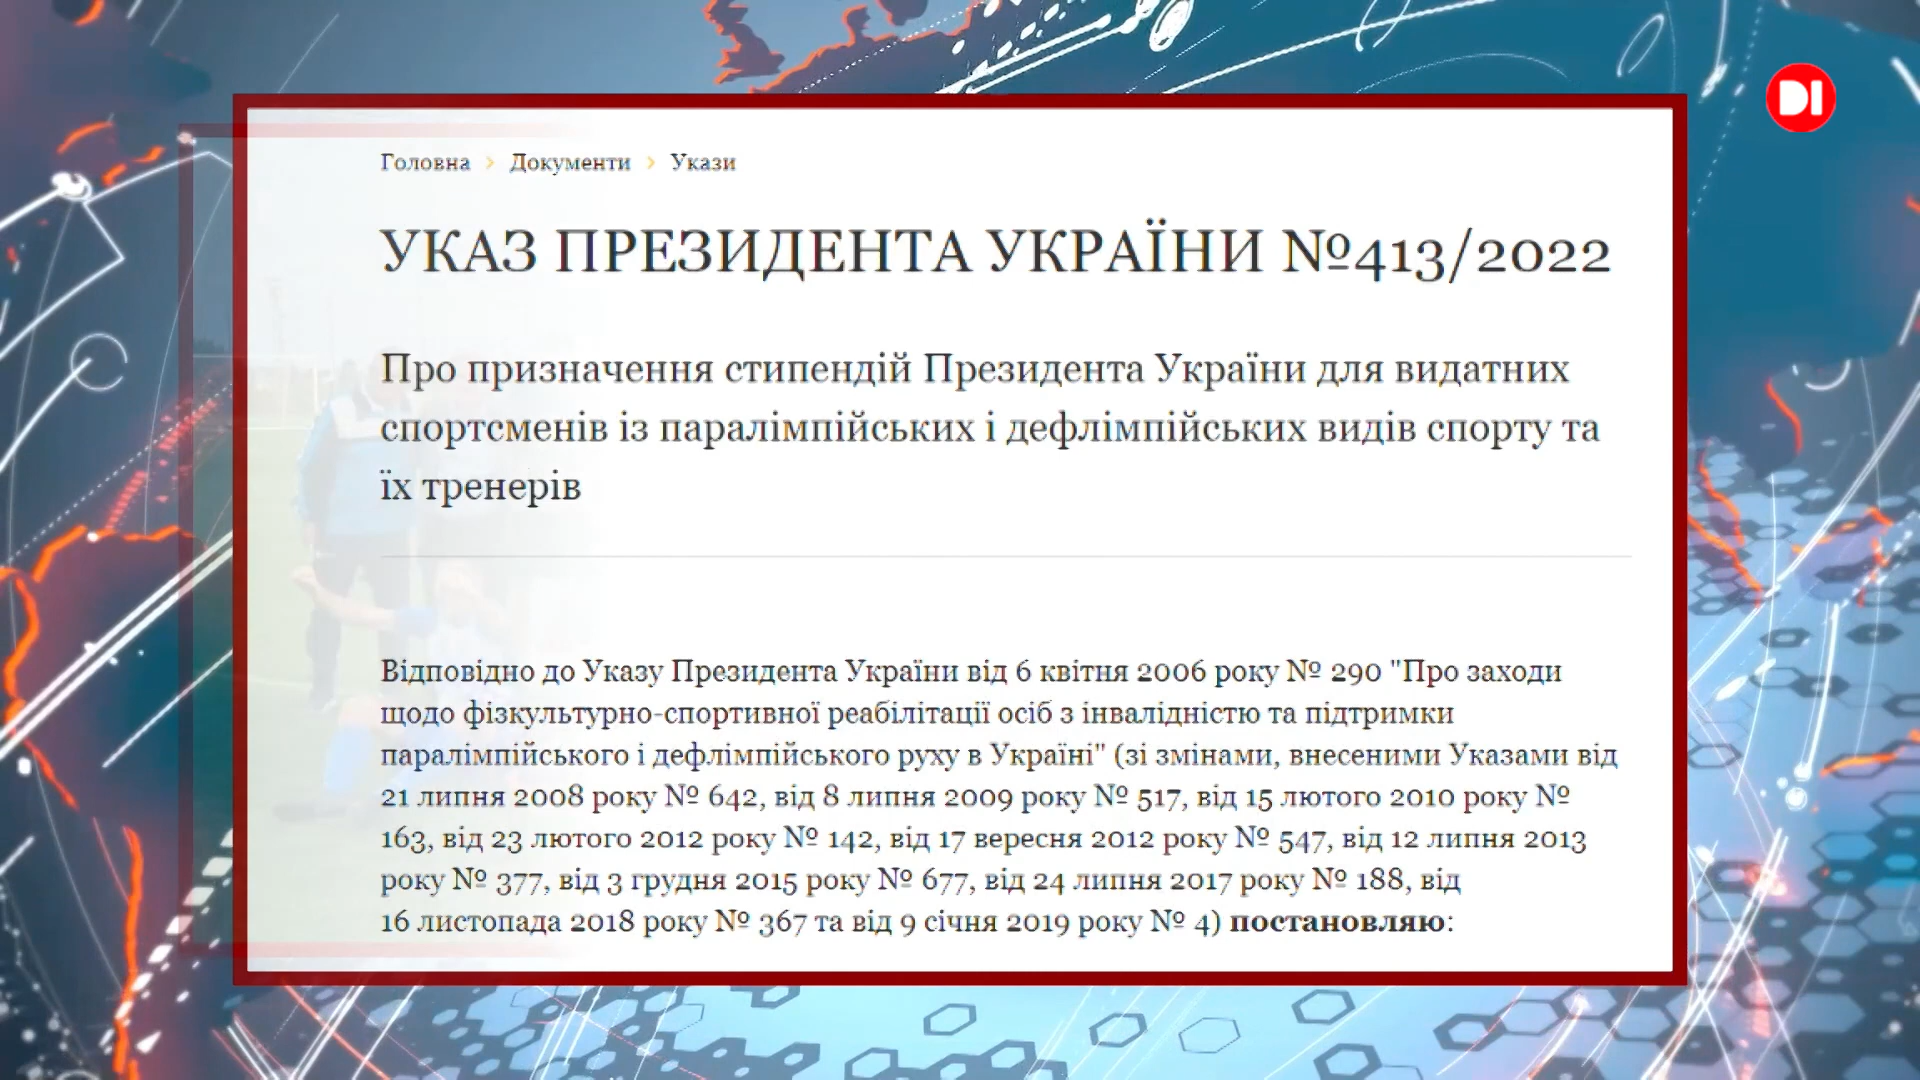 DI
Головна > Документи > Укази
УКАЗ ПРЕЗИДЕНТА УКРАЇНИ №413/2022
Про призначення стипендій Президента України для видатних
спортсменів із паралімпійських і дефлімпійських видів спорту та
їх тренерів
Відповідно до Указу Президента України від 6 квітня 2006 року № 290 "Про заходи
щодо фізкультурно-спортивної реабілітації осіб з інвалідністю та підтримки
паралімпійського і дефлімпійського руху в Україні" (зі змінами, внесеними Указами від
21 липня 2008 року № 642, від 8 липня 2009 року № 517, від 15 лютого 2010 року №
163, від 23 лютого 2012 року № 142, від 17 вересня 2012 року № 547, від 12 липня 2013
року № 377, від 3 грудня 2015 року № 677, від 24 липня 2017 року № 188, від
16 листопада 2018 року № 367 та від 9 січня 2019 року № 4) постановляю: